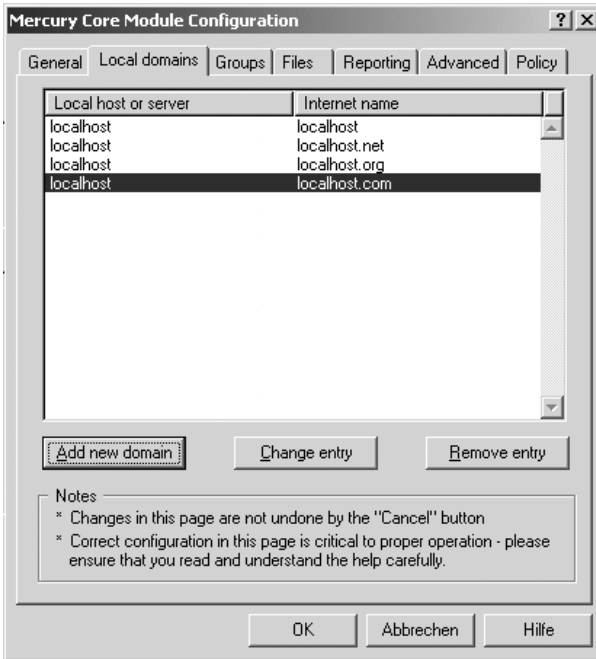 Mercury Core Module Configuration
General Local domains Groups Files Reporting Advanced Policy
Local host or server Internet name
localhost localhost
localhost localhost.net
localhost localhost.org
localhost localhost.com
Add new domain Change entry Remove entry
Notes
* Changes in this page are not undone by the "Cancel" button
* Correct configuration in this page is critical to proper operation - please
ensure that you read and understand the help carefully.
OK Abbrechen Hilfe